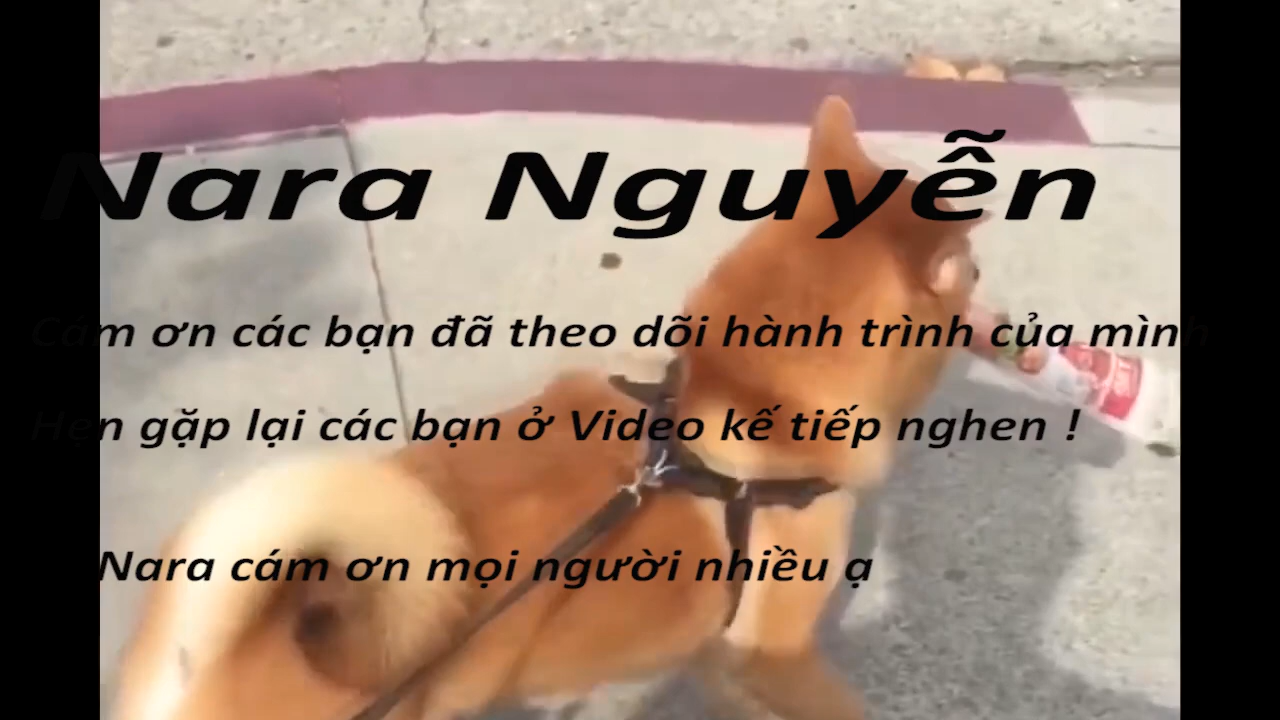 Nara Nguyễn
Cám ơn các bạn đã theo dõi hành trình của mình
Hẹn gặp lại các bạn ở Video kế tiếp nghen !
Nara cám ơn mọi người nhiều ạ